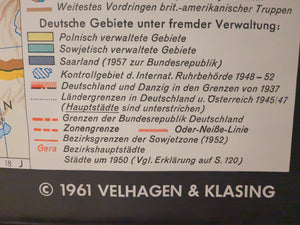 Weitestes Vordringen brit.-amerikanischer Truppen
Deutsche Gebiete unter fremder Verwaltung:
Polnisch verwaltete Gebiete
Sowjetisch verwaltete Gebiete
Saarland (1957 zur Bundesrepublik)
Kontrollgebiet d. Internat. Ruhrbehörde 1948–52
Deutschland und Danzig in den Grenzen von 1937
Ländergrenzen in Deutschland u. Österreich 1945/47
(Hauptstädte sind unterstrichen)
Grenzen der Bundesrepublik Deutschland
Zonengrenze Oder-Neiße-Linie
Bezirksgrenzen der Sowjetzone (1952)
Gera Bezirkshauptstädte
Städte um 1950 (Vgl. Erklärung auf S. 120)
18 J
© 1961 VELHAGEN & KLASING